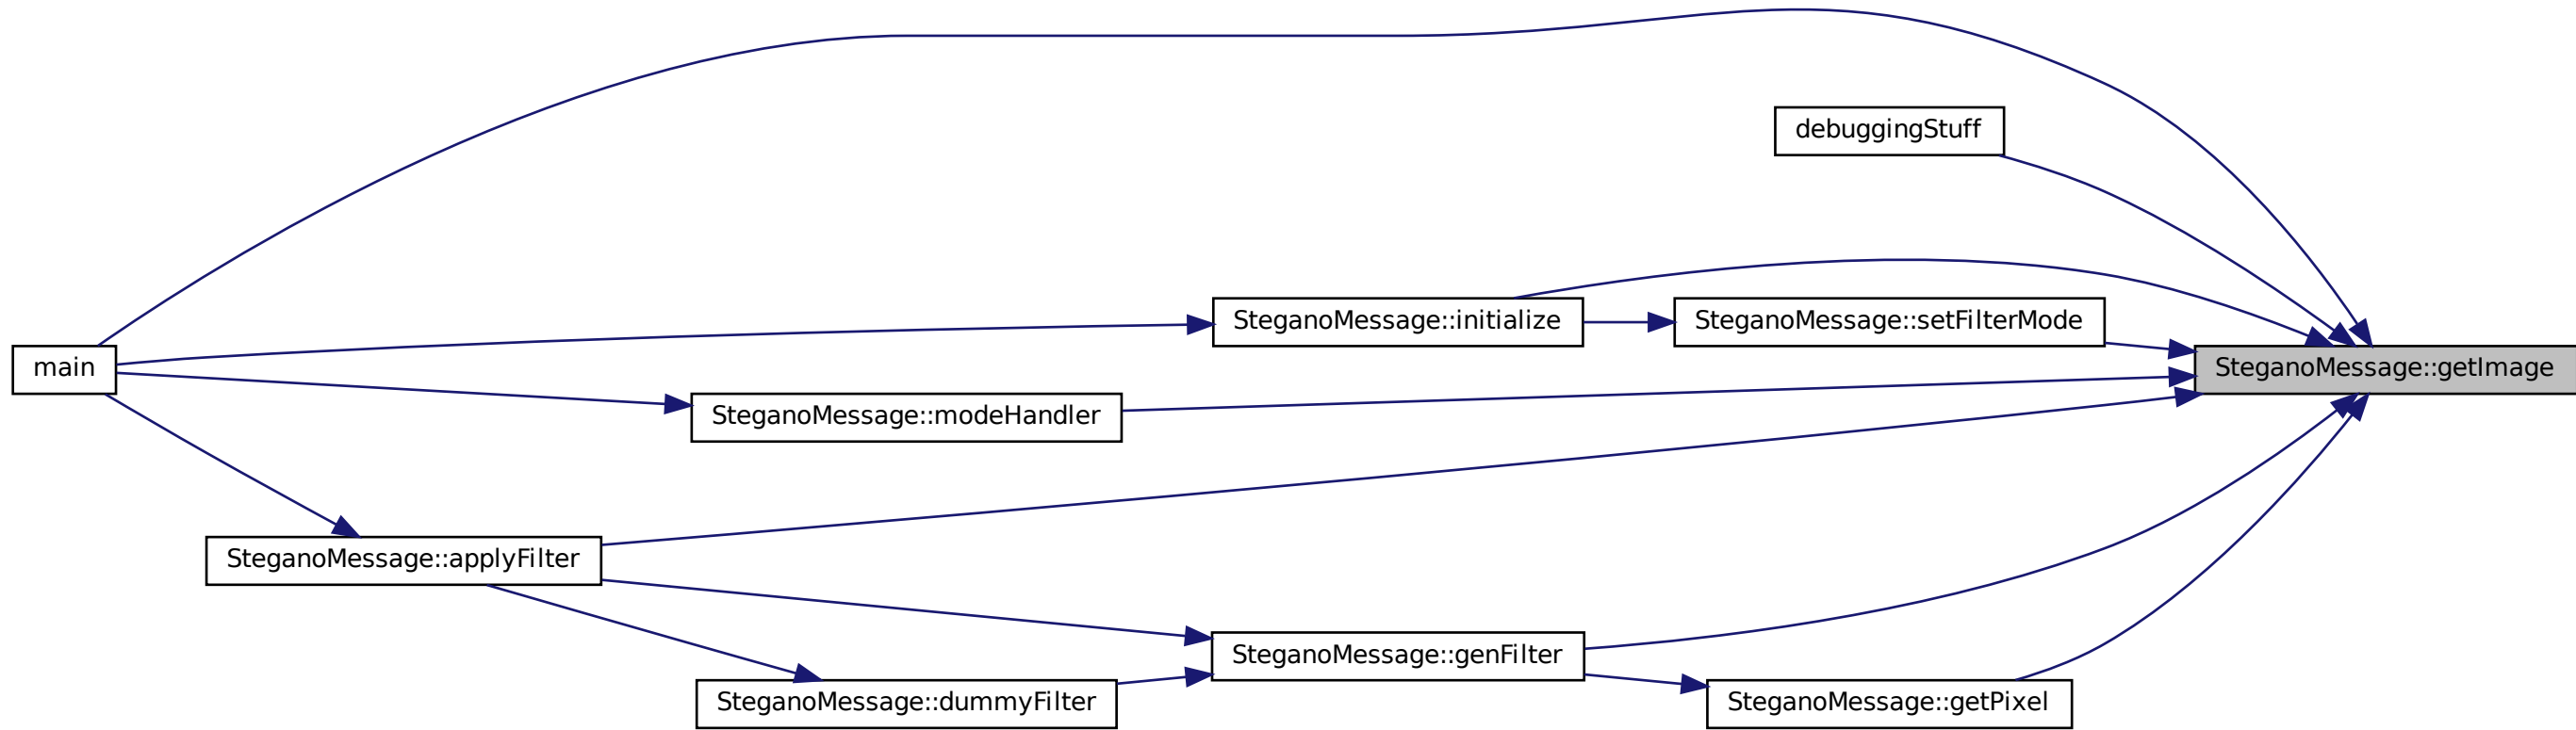 debuggingStuff
SteganoMessage::initialize
SteganoMessage::setFilterMode
main
SteganoMessage::getImage
SteganoMessage::modeHandler
SteganoMessage::applyFilter
SteganoMessage::genFilter
SteganoMessage::dummyFilter
SteganoMessage::getPixel